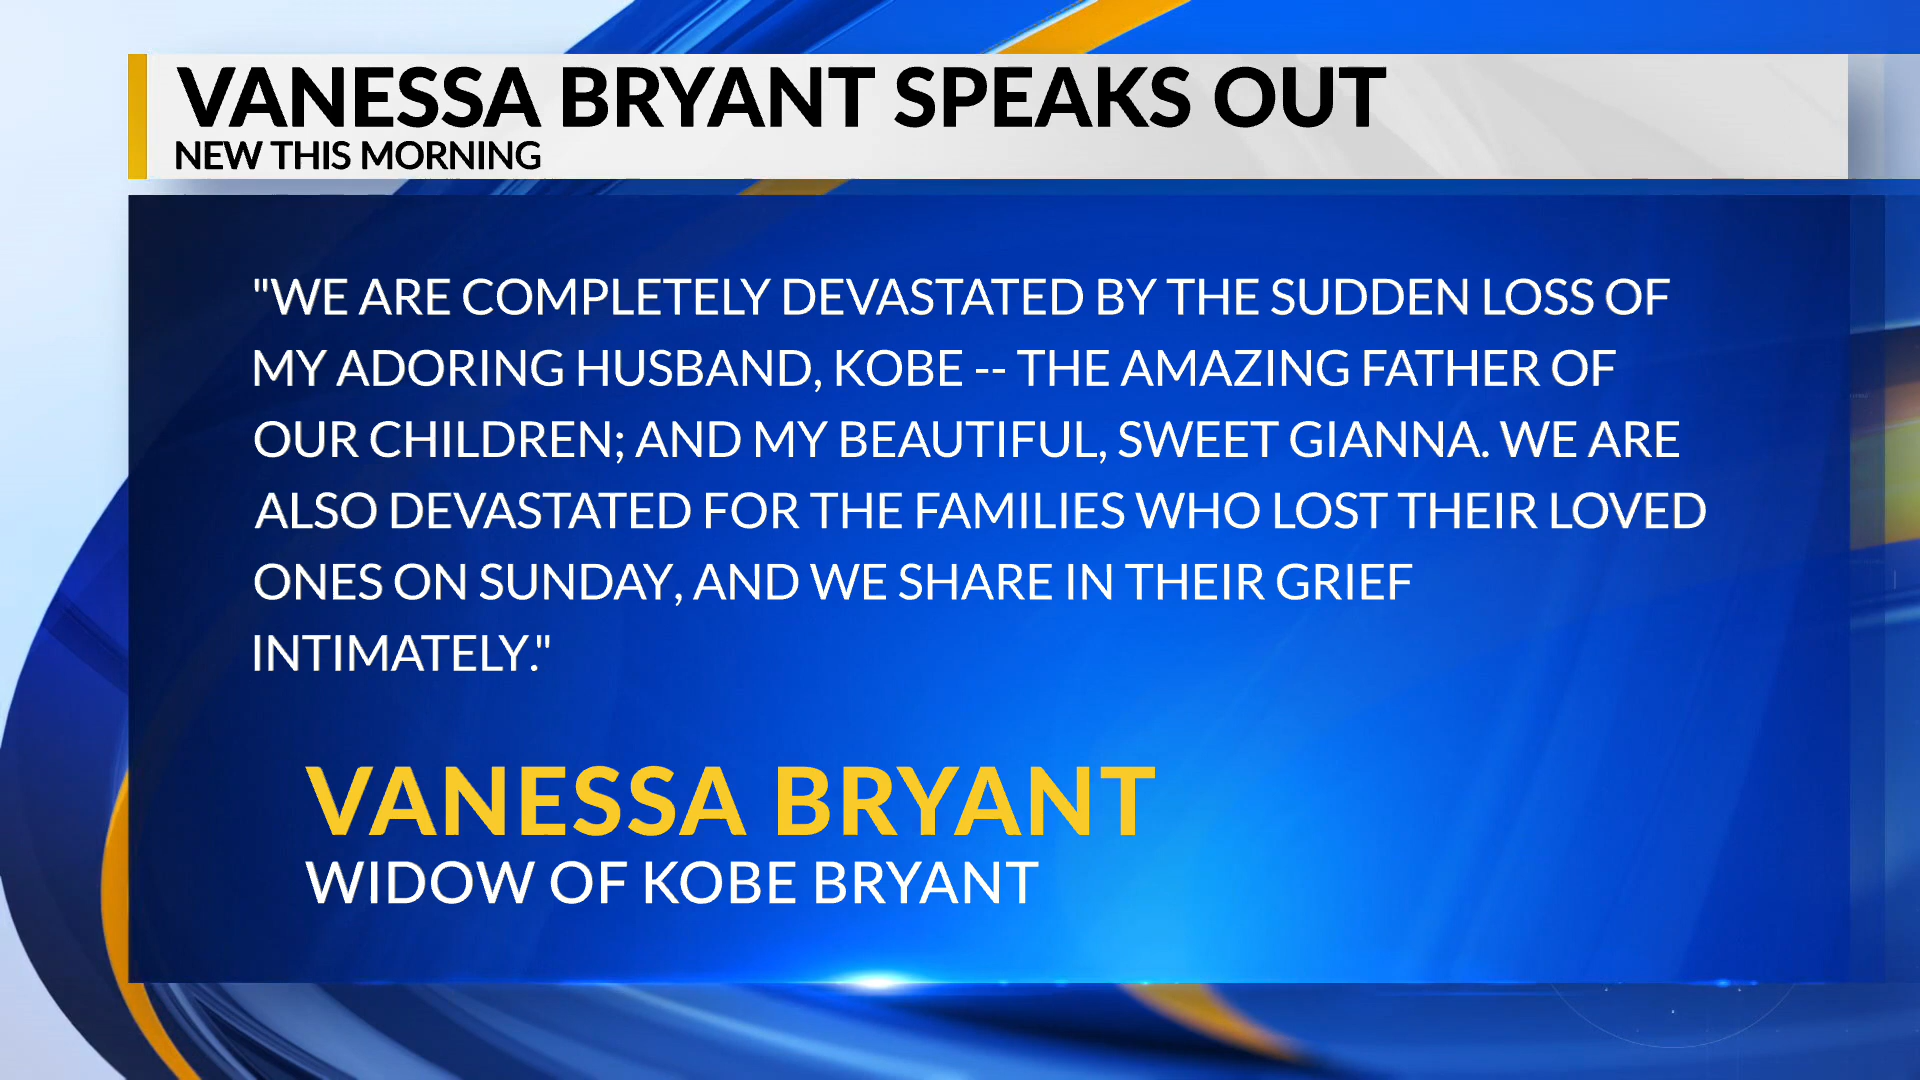 VANESSA BRYANT SPEAKS OUT
NEW THIS MORNING
"WE ARE COMPLETELY DEVASTATED BY THE SUDDEN LOSS OF
MY ADORING HUSBAND, KOBE -- THE AMAZING FATHER OF
OUR CHILDREN; AND MY BEAUTIFUL, SWEET GIANNA. WE ARE
ALSO DEVASTATED FOR THE FAMILIES WHO LOST THEIR LOVED
ONES ON SUNDAY, AND WE SHARE IN THEIR GRIEF
INTIMATELY."
VANESSA BRYANT
WIDOW OF KOBE BRYANT